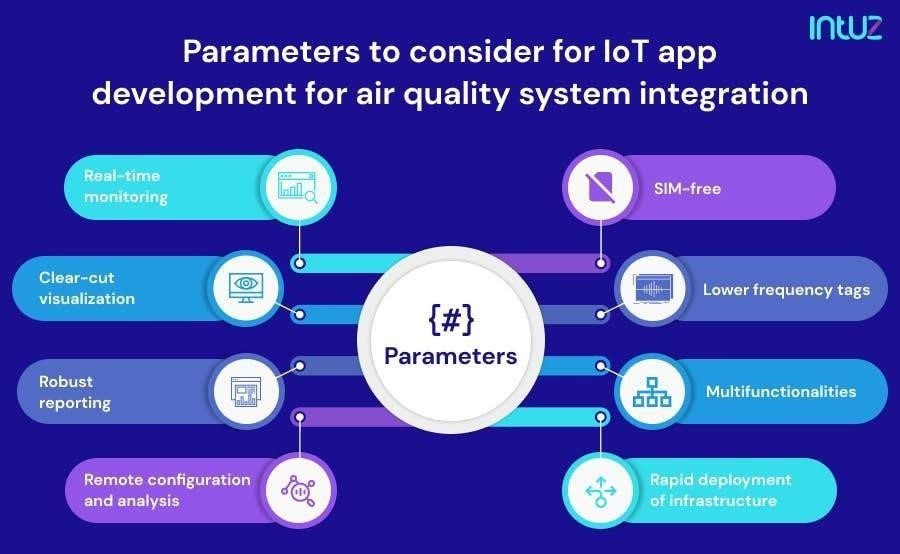 INTUZ
Parameters to consider for IoT app
development for air quality system integration
Real-time
monitoring
Clear-cut
visualization
Robust
reporting
Remote configuration
and analysis
{#}
Parameters
SIM-free
Lower frequency tags
Multifunctionalities
Rapid deployment
of infrastructure